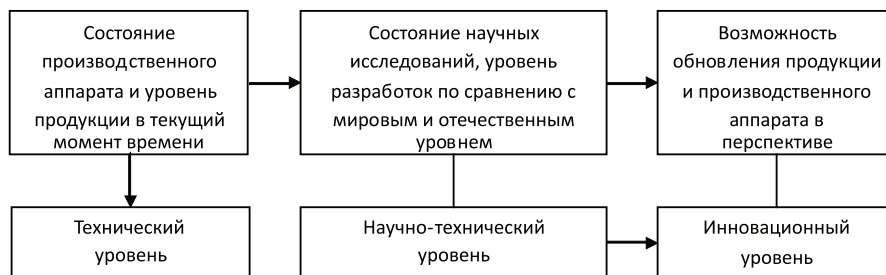 Состояние
производственного
аппарата и уровень
продукции в текущий
момент времени
Состояние научных
исследований, уровень
разработок по сравнению с
мировым и отечественным
уровнем
Возможность
обновления продукции
и производственного
аппарата в
перспективе
Технический
уровень
Научно-технический
уровень
Инновационный
уровень